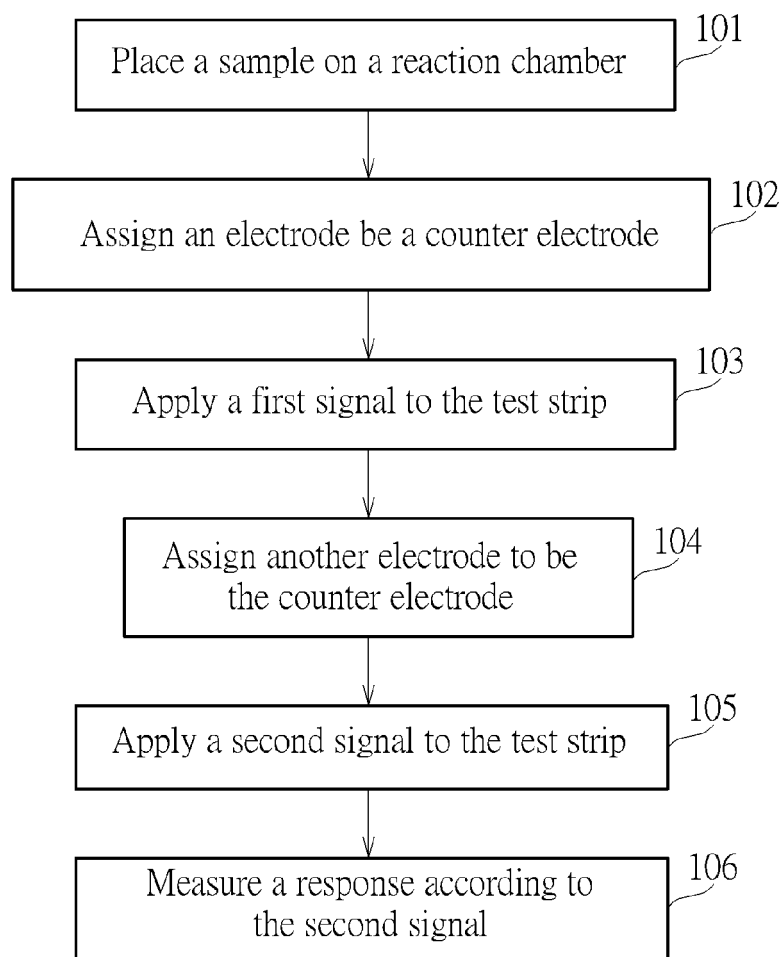 101
Place a sample on a reaction chamber
102
Assign an electrode be a counter electrode
103
Apply a first signal to the test strip
104
Assign another electrode to be
the counter electrode
105
Apply a second signal to the test strip
106
Measure a response according to
the second signal